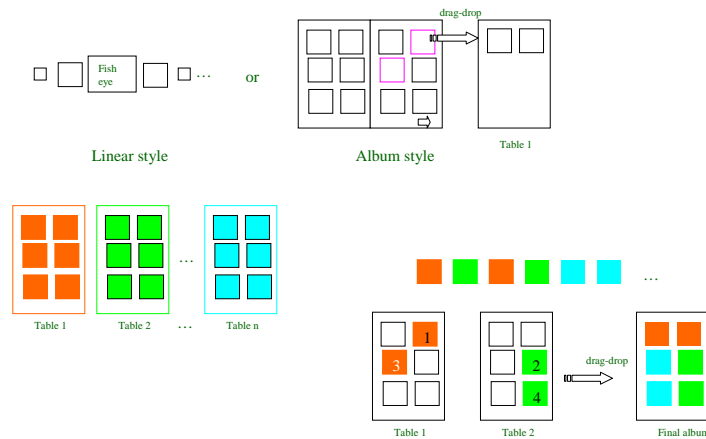 drag-drop
Fish
eye
...
or
Table 1
Linear style
Album style
...
Table 1
Table 2
...
Table n
...
1
3
2
4
drag-drop
Table 1
Table 2
Final album